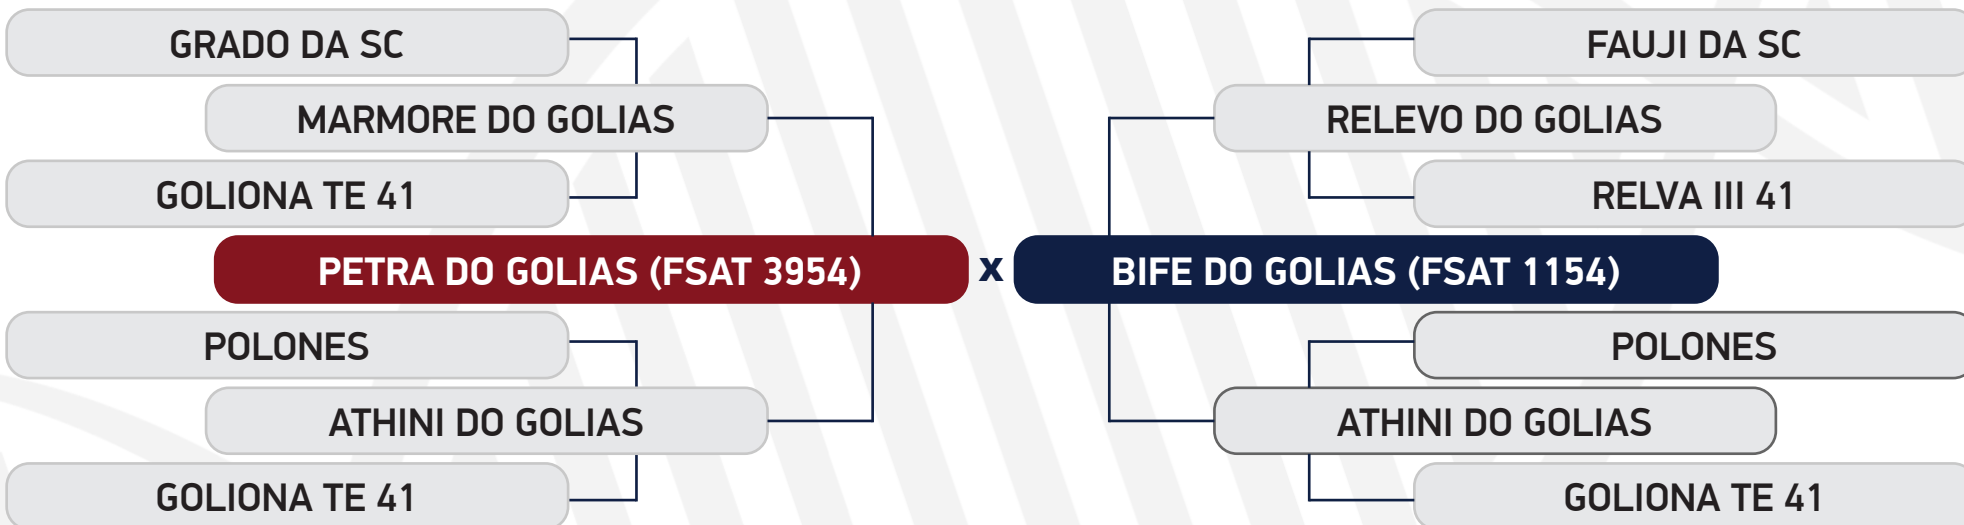 GRADO DA SC
MARMORE DO GOLIAS
GOLIONA TE 41
PETRA DO GOLIAS (FSAT 3954)
POLONES
ATHINI DO GOLIAS
GOLIONA TE 41
x
FAUJI DA SC
RELEVO DO GOLIAS
RELVA III 41
BIFE DO GOLIAS (FSAT 1154)
POLONES
ATHINI DO GOLIAS
GOLIONA TE 41